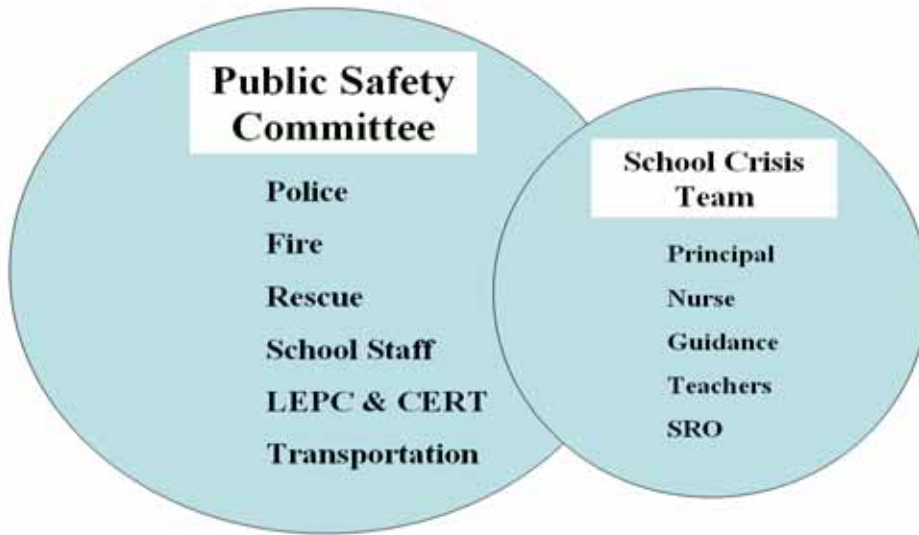 Public Safety
Committee
Police
Fire
Rescue
School Staff
LEPC & CERT
Transportation
School Crisis
Team
Principal
Nurse
Guidance
Teachers
SRO